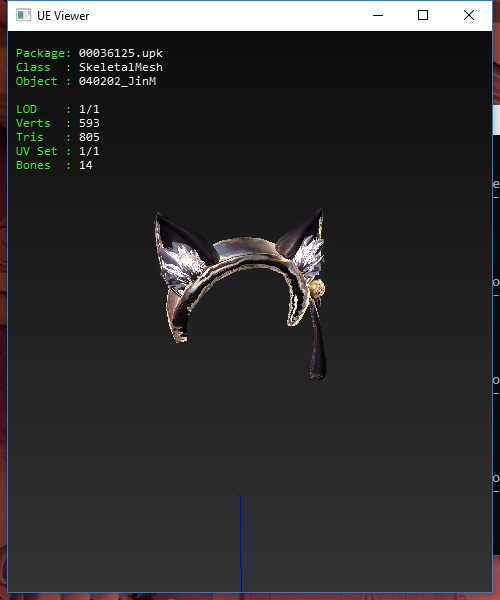 UE Viewer
Package: 00036125.upk
Class : SkeletalMesh
Object : 040202_JinM
LOD : 1/1
Verts : 593
Tris : 805
UV Set : 1/1
Bones : 14